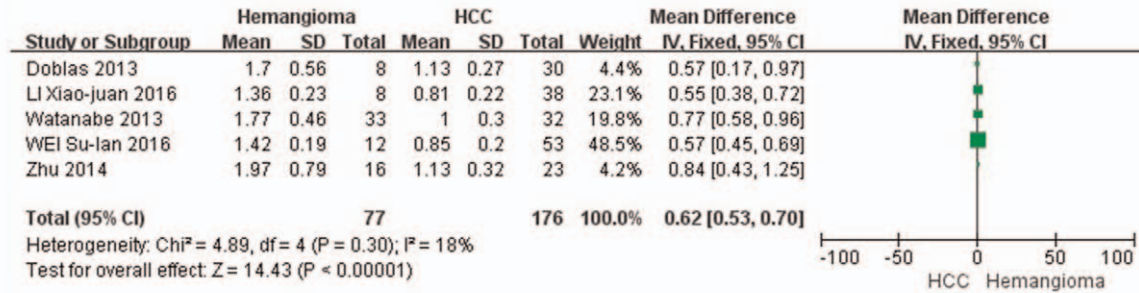 Hemangioma HCC Mean Difference Mean Difference
Study or Subgroup Mean SD Total Mean SD Total Weight IV, Fixed, 95% CI IV, Fixed, 95% CI
Doblas 2013 1.7 0.56 8 1.13 0.27 30 4.4% 0.57 [0.17, 0.97]
LI Xiao-juan 2016 1.36 0.23 8 0.81 0.22 38 23.1% 0.55 [0.38, 0.72]
Watanabe 2013 1.77 0.46 33 1 0.3 32 19.8% 0.77 [0.58, 0.96]
WEI Su-lan 2016 1.42 0.19 12 0.85 0.2 53 48.5% 0.57 [0.45, 0.69]
Zhu 2014 1.97 0.79 16 1.13 0.32 23 4.2% 0.84 [0.43, 1.25]
Total (95% CI) 77 176 100.0% 0.62 [0.53, 0.70]
Heterogeneity: Chi² = 4.89, df = 4 (P = 0.30); I² = 18%
Test for overall effect: Z = 14.43 (P < 0.00001)
-100 -50 0 50 100
HCC Hemangioma